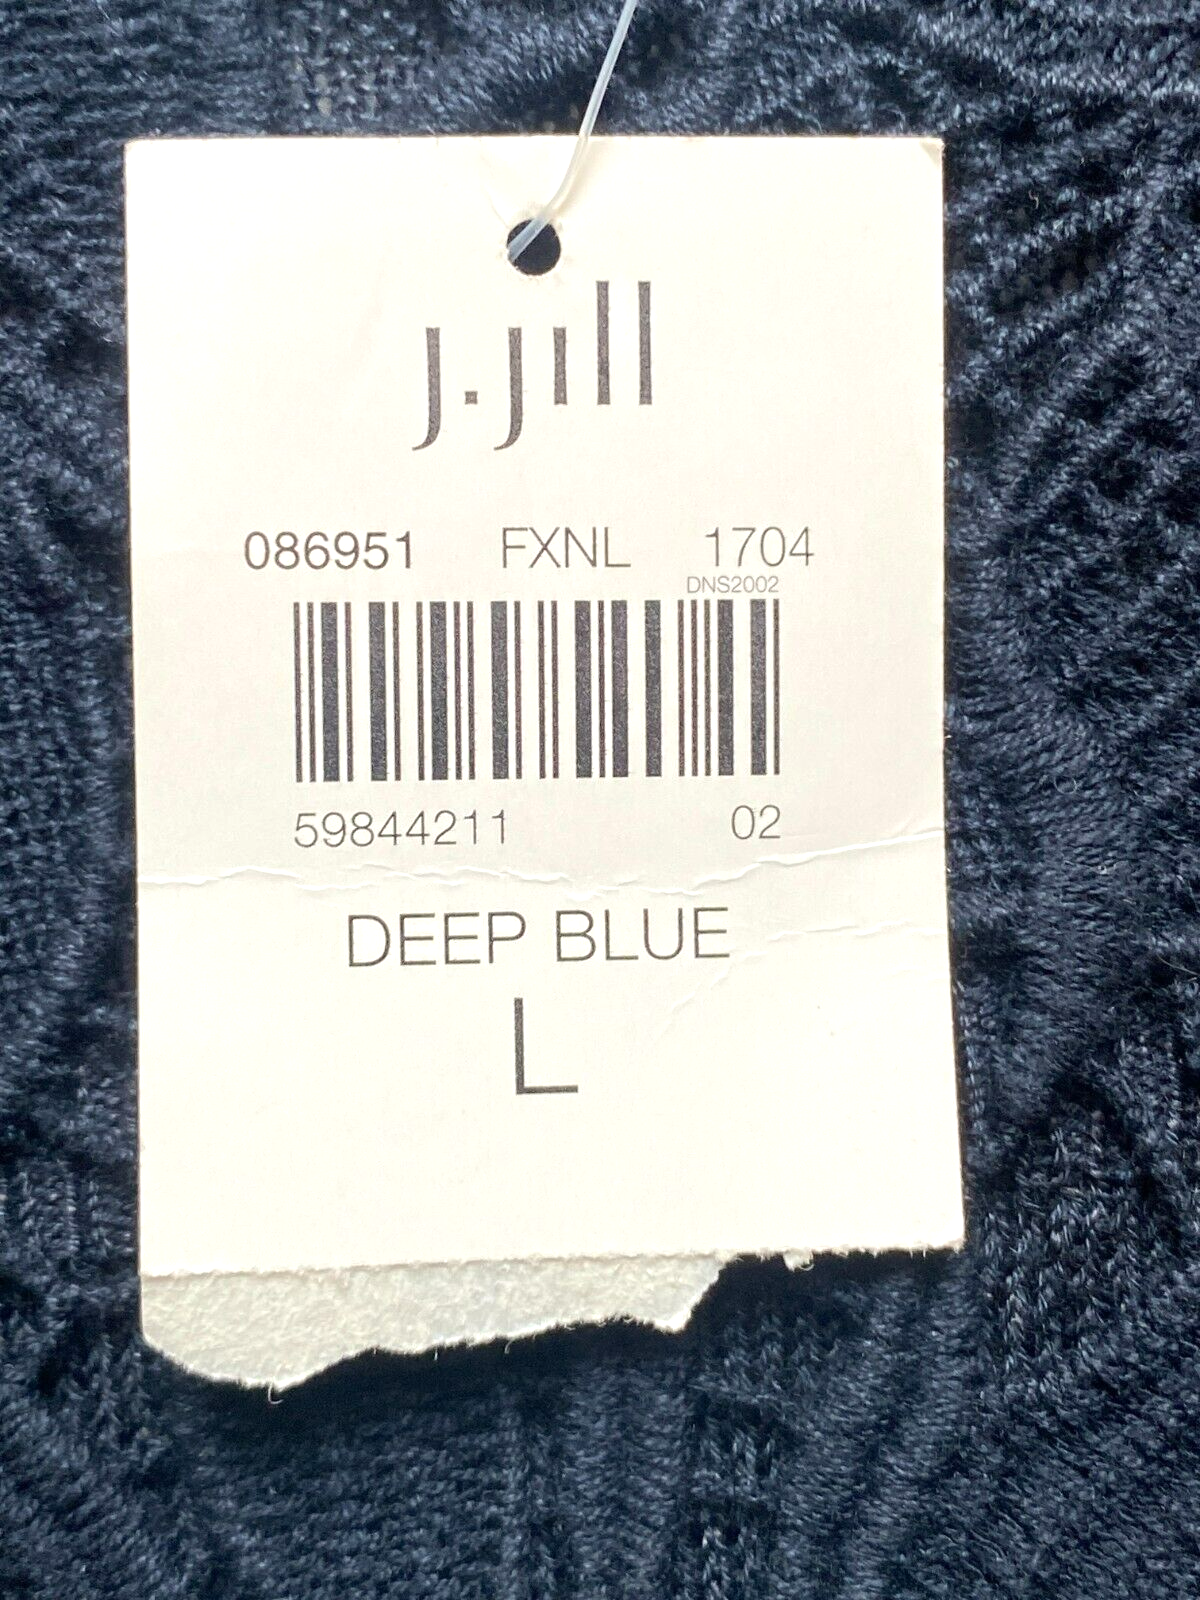 J.Jill
086951 FXNL 1704
DNS2002
59844211 02
DEEP BLUE
L